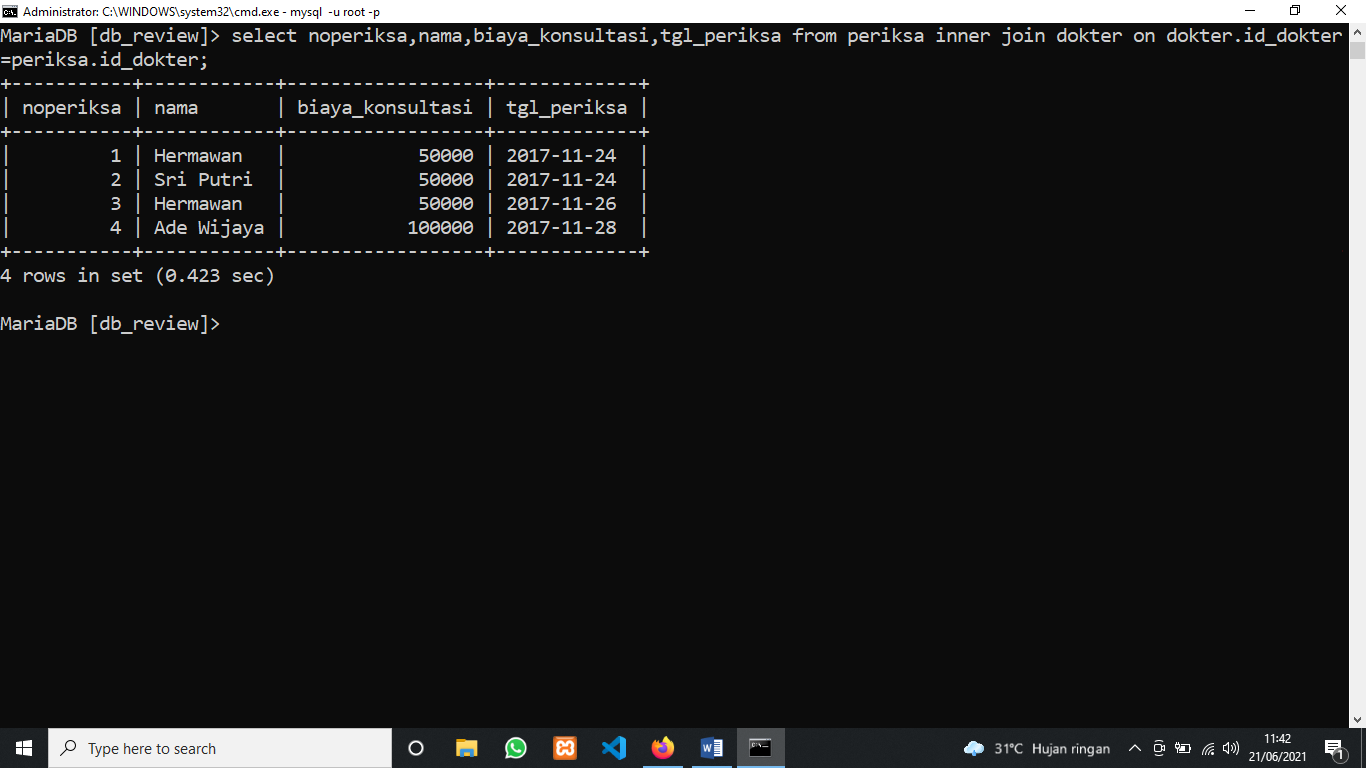 Administrator: C:\WINDOWS\system32\cmd.exe - mysql -u root -p
MariaDB [db_review]> select noperiksa,nama,biaya_konsultasi,tgl_periksa from periksa inner join dokter on dokter.id_dokter
=periksa.id_dokter;
+-----------+------------+------------------+-------------+
| noperiksa | nama       | biaya_konsultasi | tgl_periksa |
+-----------+------------+------------------+-------------+
|         1 | Hermawan   |            50000 | 2017-11-24  |
|         2 | Sri Putri  |            50000 | 2017-11-24  |
|         3 | Hermawan   |            50000 | 2017-11-26  |
|         4 | Ade Wijaya |           100000 | 2017-11-28  |
+-----------+------------+------------------+-------------+
4 rows in set (0.423 sec)
MariaDB [db_review]>
Type here to search
31°C Hujan ringan
11:42
21/06/2021
1